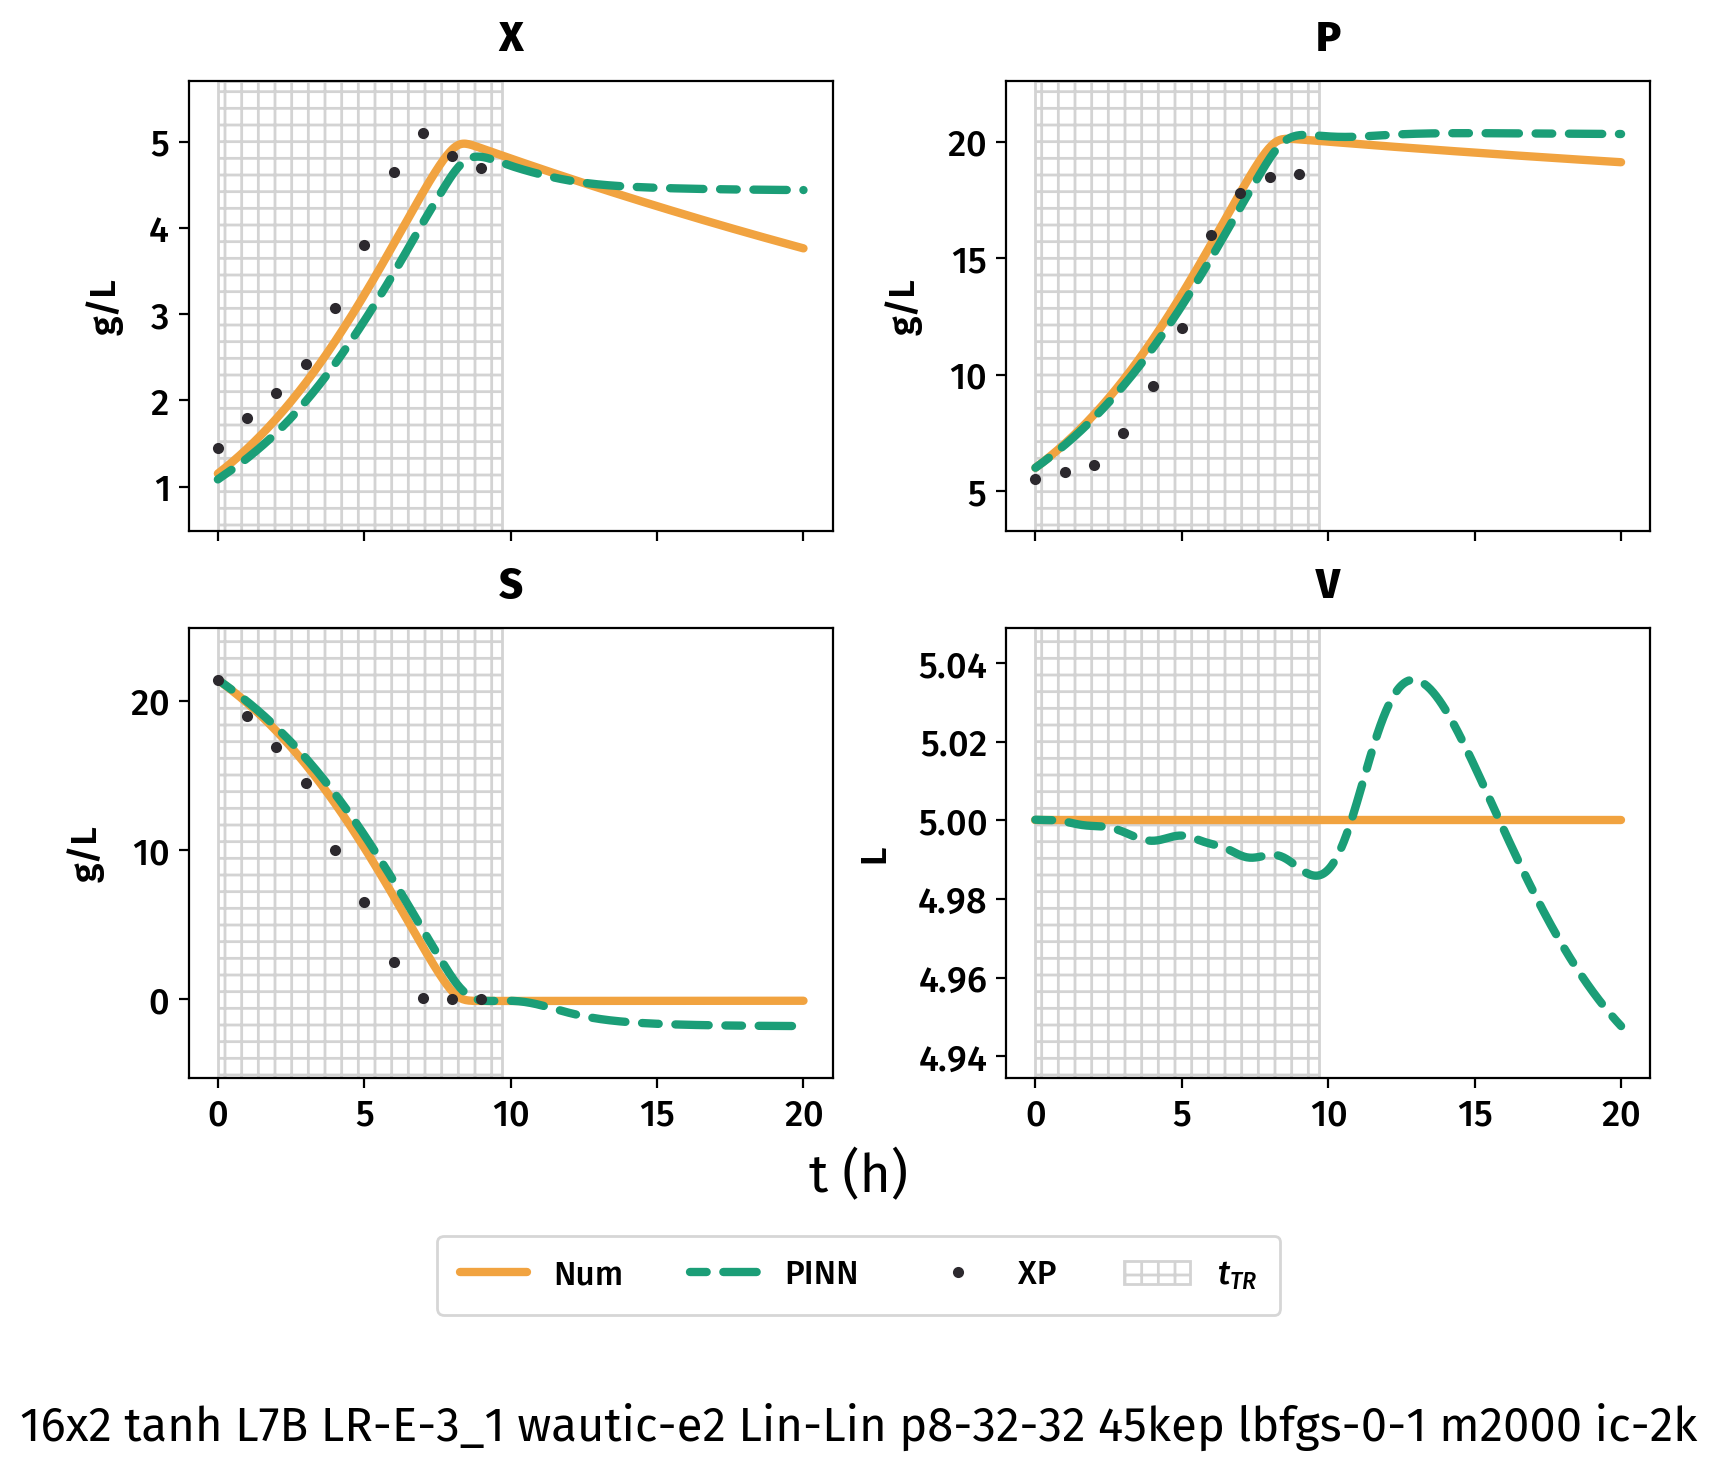 X
P
5
4
3
2
1
g/L
20
15
10
5
g/L
S
V
20
10
0
g/L
5.04
5.02
5.00
4.98
4.96
4.94
L
0 5 10 15 20
0 5 10 15 20
t (h)
Num PINN XP tTR
16x2 tanh L7B LR-E-3_1 wautic-e2 Lin-Lin p8-32-32 45kep lbfgs-0-1 m2000 ic-2k